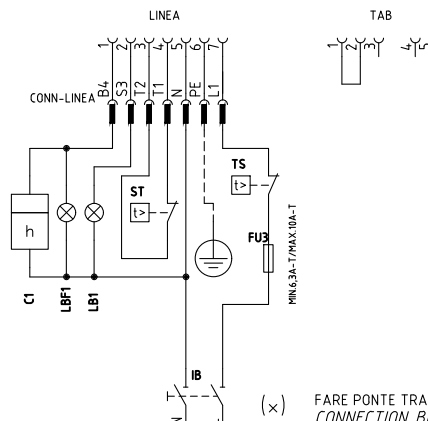 LINEA TAB
1 2 3 4 5 6 7 1 2 3 4 5
CONN-LINEA B4 S3 T2 T1 N PE L1
ST TS
t> t>
h FU3
MIN.6,3A-T/MAX.10A-T
C1 LBF1 LB1
IB
(x) FARE PONTE TRA
N CONNECTION